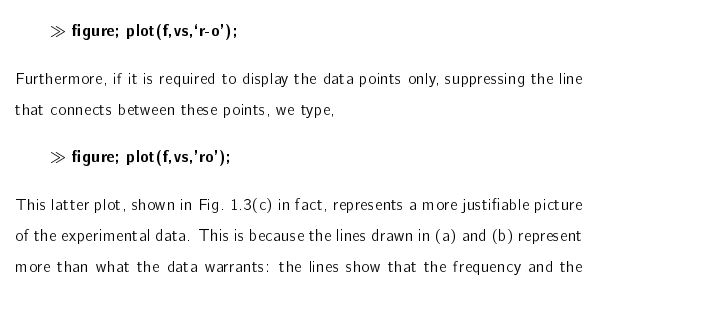 ≫ figure; plot(f,vs,‘r-o’);
Furthermore, if it is required to display the data points only, suppressing the line
that connects between these points, we type,
≫ figure; plot(f,vs,’ro’);
This latter plot, shown in Fig. 1.3(c) in fact, represents a more justifiable picture
of the experimental data. This is because the lines drawn in (a) and (b) represent
more than what the data warrants: the lines show that the frequency and the